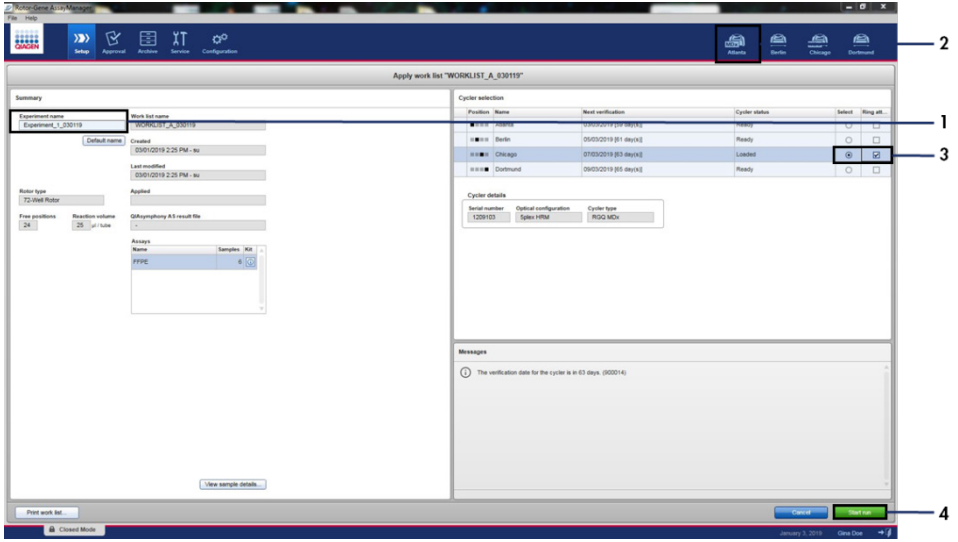 Rotor-Gene AssayManager
File Help
QIAGEN
Setup Approval Archive Service Configuration
Atlanta Berlin Chicago Dortmund
2
Apply work list "WORKLIST_A_030119"
Summary
Experiment name Work list name
Experiment_1_030119 WORKLIST_A_030119
Default name
Created
03/01/2019 2:25 PM - su
Last modified
03/01/2019 2:25 PM - su
Rotor type Applied
72-Well Rotor
Free positions Reaction volume QIAsymphony AS result file
24 25 µl / tube -
Assays
Name Samples Kit
FFPE 6
View sample details...
Cycler selection
Position Name Next verification Cycler status Select Ring att...
Atlanta 03/03/2019 [59 day(s)] Ready
1
Berlin 05/03/2019 [61 day(s)] Ready
Chicago 07/03/2019 [63 day(s)] Loaded
3
Dortmund 09/03/2019 [65 day(s)] Ready
Cycler details
Serial number Optical configuration Cycler type
1209103 5plex HRM RGQ MDx
Messages
The verification date for the cycler is in 63 days. (900014)
Print work list... Cancel Start run
4
Closed Mode January 3, 2019 Gina Doe